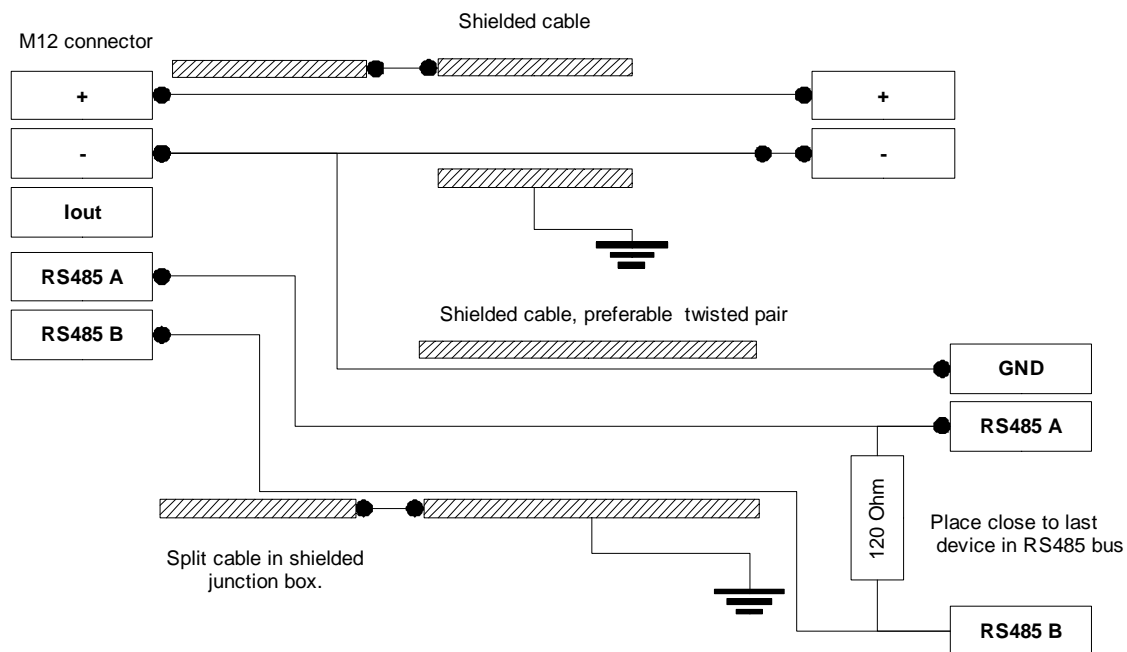 Shielded cable
M12 connector
+
+
-
-
Iout
RS485 A
RS485 B
Shielded cable, preferable twisted pair
GND
RS485 A
120 Ohm
Place close to last
device in RS485 bus
Split cable in shielded
junction box.
RS485 B